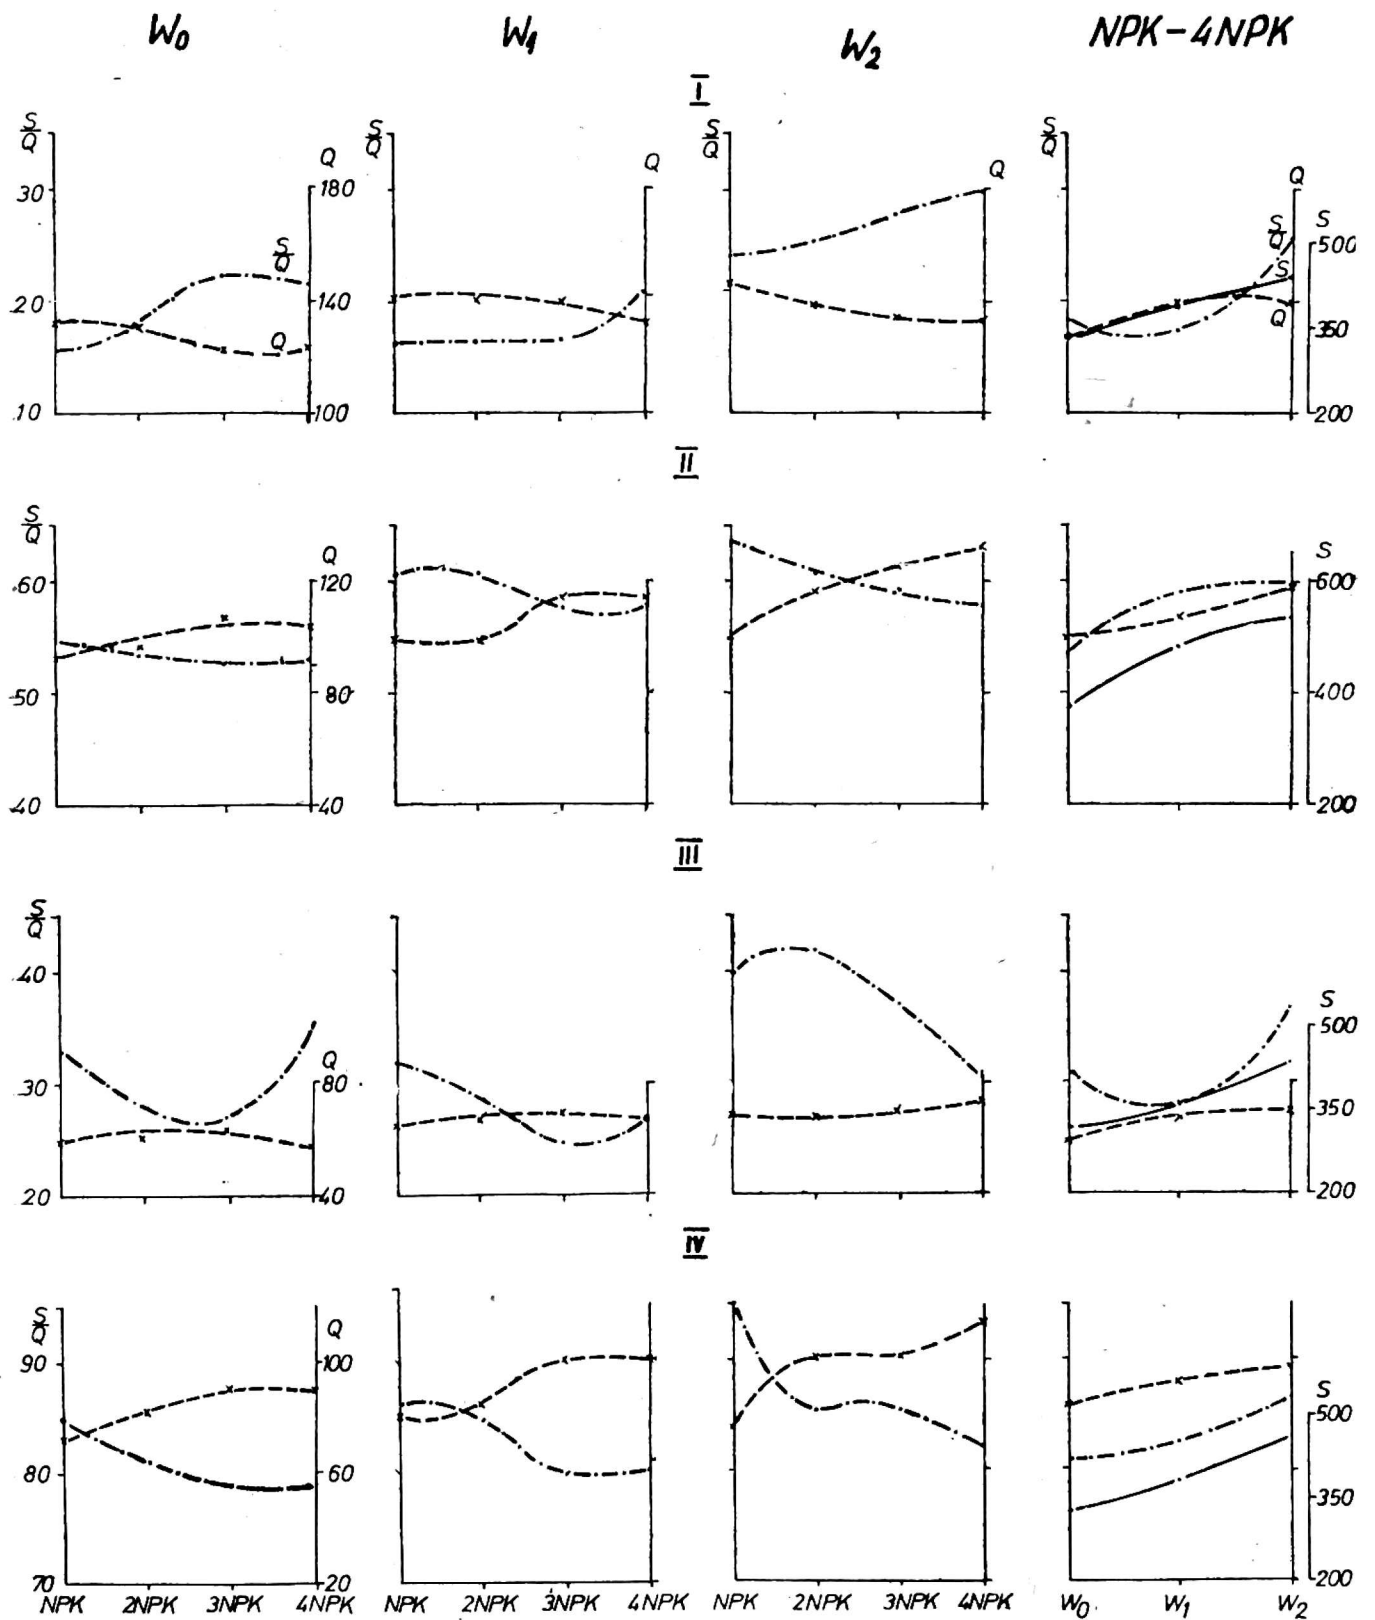 W₀ W₁ W₂ NPK-4NPK
I
S/Q Q S/Q Q S/Q Q S/Q Q S
30 180 500
S/Q S/Q S
20 140 350
Q Q
10 100 200
II
S/Q Q S
60 120 600
50 80 400
40 40 200
III
S/Q
40
S
500
Q
30 80 350
20 40 200
IV
S/Q Q
90 100
S
500
80 60 350
70 20 200
NPK 2NPK 3NPK 4NPK NPK 2NPK 3NPK 4NPK NPK 2NPK 3NPK 4NPK W₀ W₁ W₂